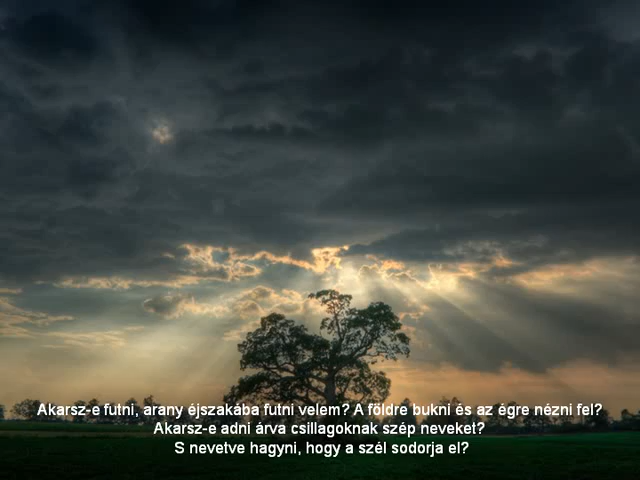 Akarsz-e futni, arany éjszakába futni velem? A földre bukni és az égre nézni fel?
Akarsz-e adni árva csillagoknak szép neveket?
S nevetve hagyni, hogy a szél sodorja el?